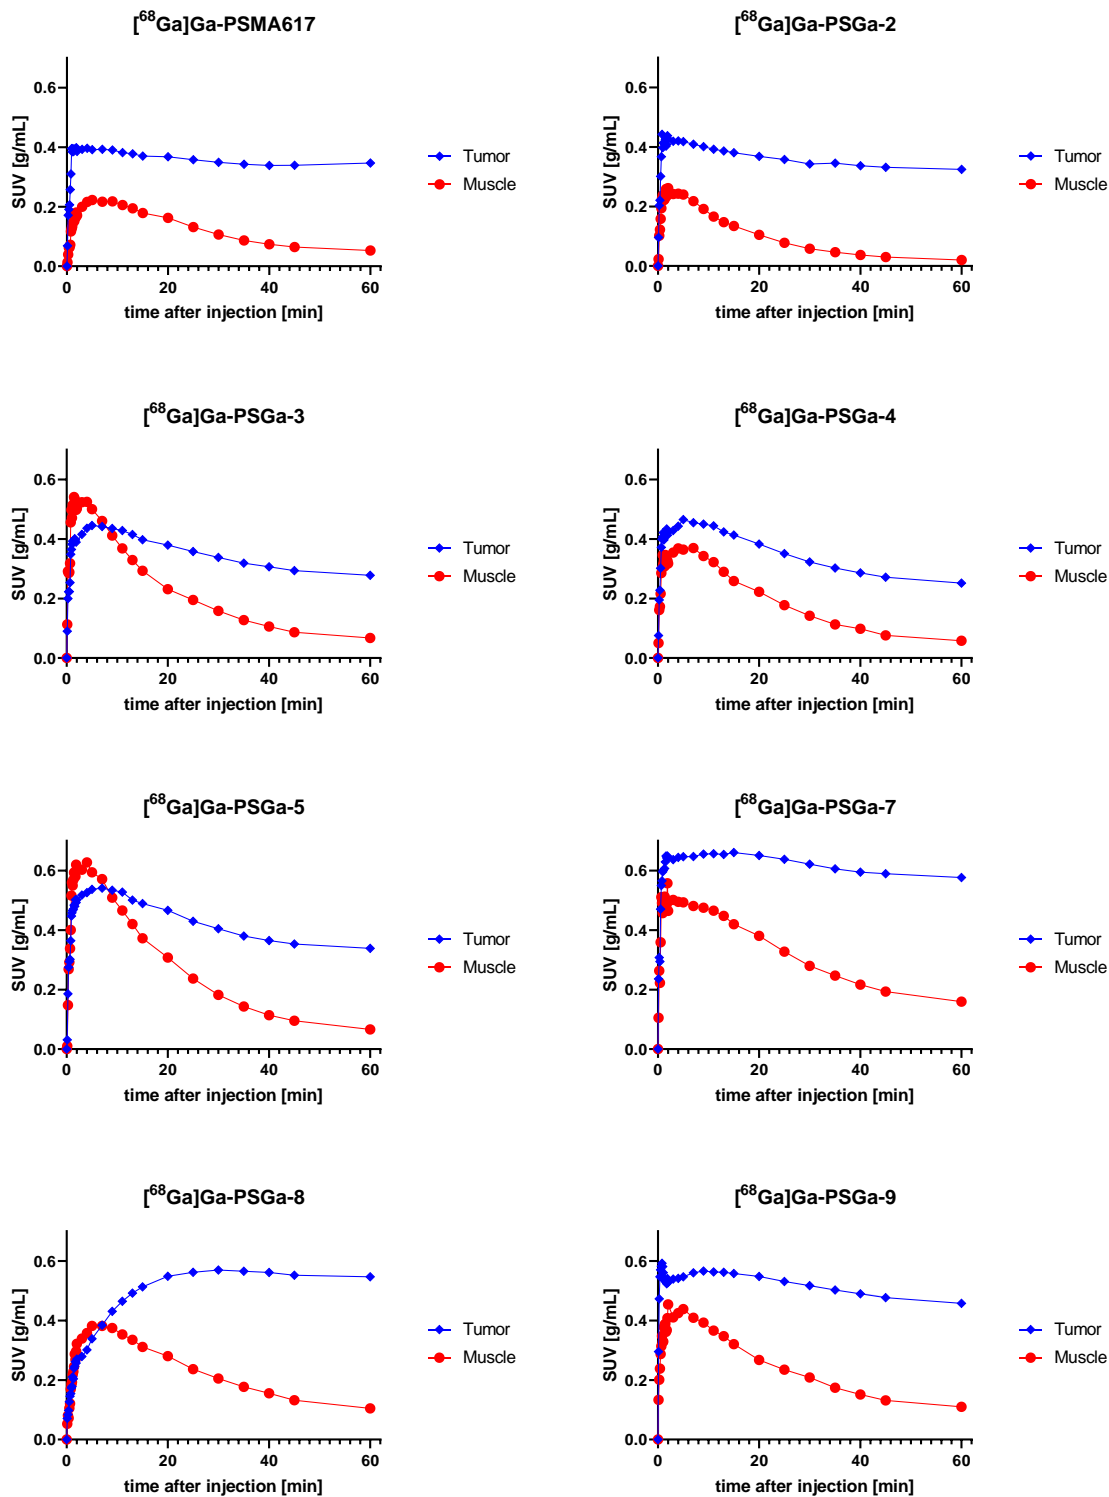 [⁶⁸Ga]Ga-PSMA617
SUV [g/mL]
0.6
0.4
0.2
0.0
0 20 40 60
time after injection [min]
Tumor
Muscle
[⁶⁸Ga]Ga-PSGa-2
SUV [g/mL]
0.6
0.4
0.2
0.0
0 20 40 60
time after injection [min]
Tumor
Muscle
[⁶⁸Ga]Ga-PSGa-3
SUV [g/mL]
0.6
0.4
0.2
0.0
0 20 40 60
time after injection [min]
Tumor
Muscle
[⁶⁸Ga]Ga-PSGa-4
SUV [g/mL]
0.6
0.4
0.2
0.0
0 20 40 60
time after injection [min]
Tumor
Muscle
[⁶⁸Ga]Ga-PSGa-5
SUV [g/mL]
0.6
0.4
0.2
0.0
0 20 40 60
time after injection [min]
Tumor
Muscle
[⁶⁸Ga]Ga-PSGa-7
SUV [g/mL]
0.6
0.4
0.2
0.0
0 20 40 60
time after injection [min]
Tumor
Muscle
[⁶⁸Ga]Ga-PSGa-8
SUV [g/mL]
0.6
0.4
0.2
0.0
0 20 40 60
time after injection [min]
Tumor
Muscle
[⁶⁸Ga]Ga-PSGa-9
SUV [g/mL]
0.6
0.4
0.2
0.0
0 20 40 60
time after injection [min]
Tumor
Muscle